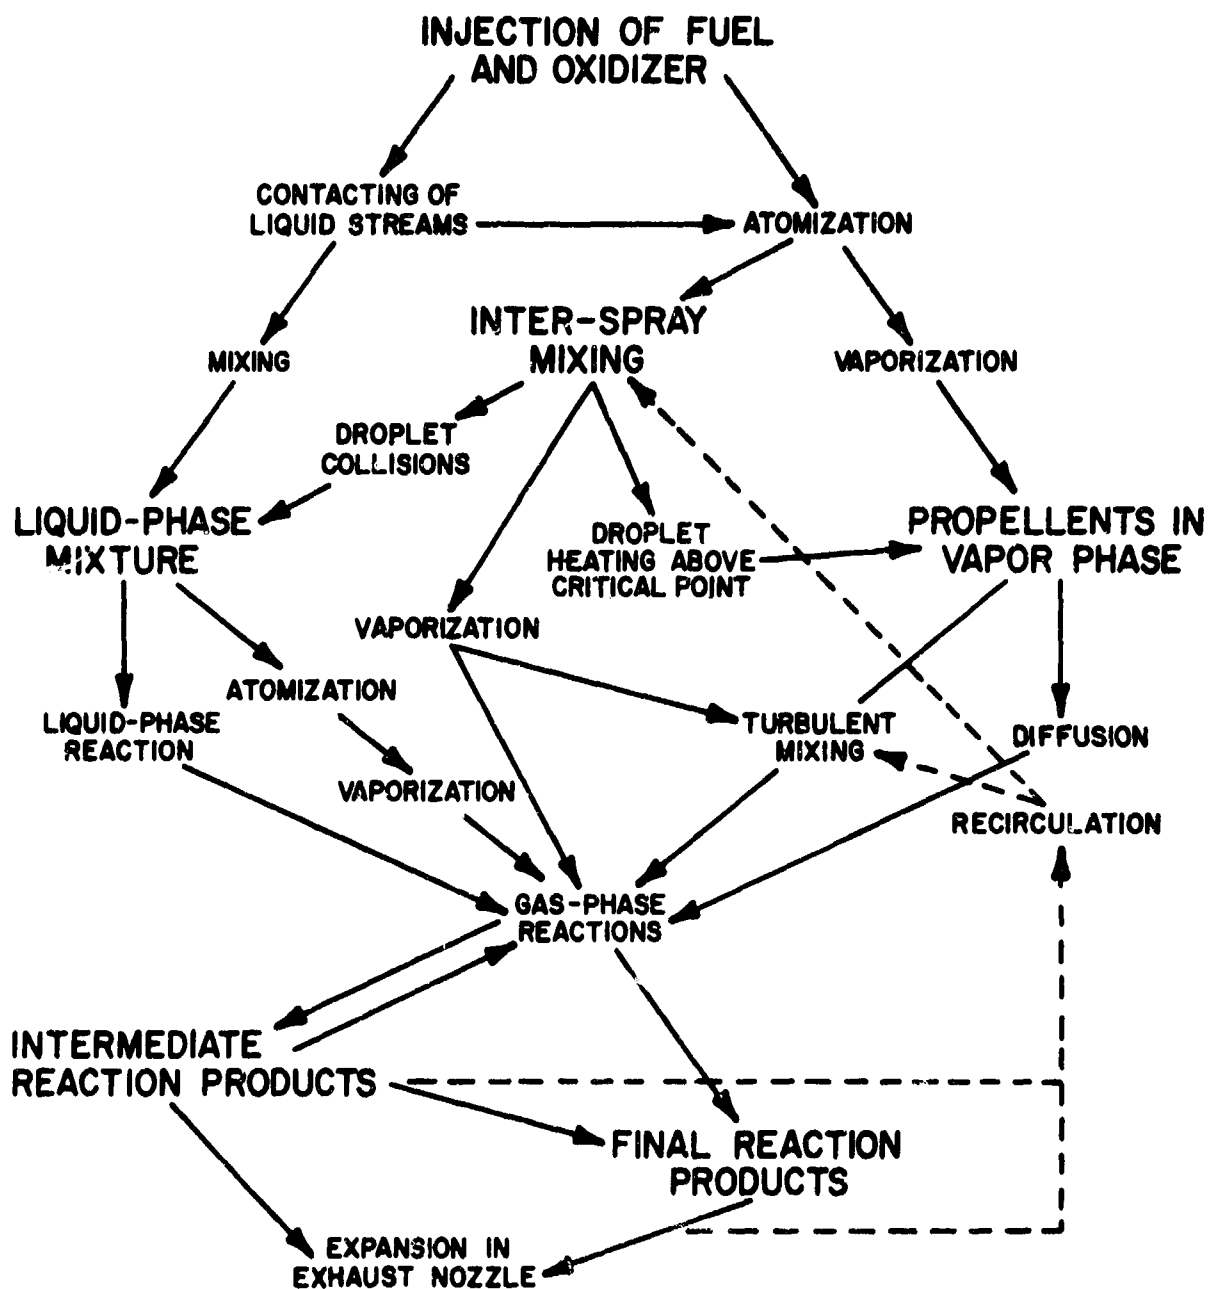 INJECTION OF FUEL
AND OXIDIZER
CONTACTING OF
LIQUID STREAMS
ATOMIZATION
INTER-SPRAY
MIXING
MIXING
VAPORIZATION
DROPLET
COLLISIONS
LIQUID-PHASE
MIXTURE
DROPLET
HEATING ABOVE
CRITICAL POINT
PROPELLENTS IN
VAPOR PHASE
VAPORIZATION
ATOMIZATION
LIQUID-PHASE
REACTION
TURBULENT
MIXING
DIFFUSION
VAPORIZATION
RECIRCULATION
GAS-PHASE
REACTIONS
INTERMEDIATE
REACTION PRODUCTS
FINAL REACTION
PRODUCTS
EXPANSION IN
EXHAUST NOZZLE